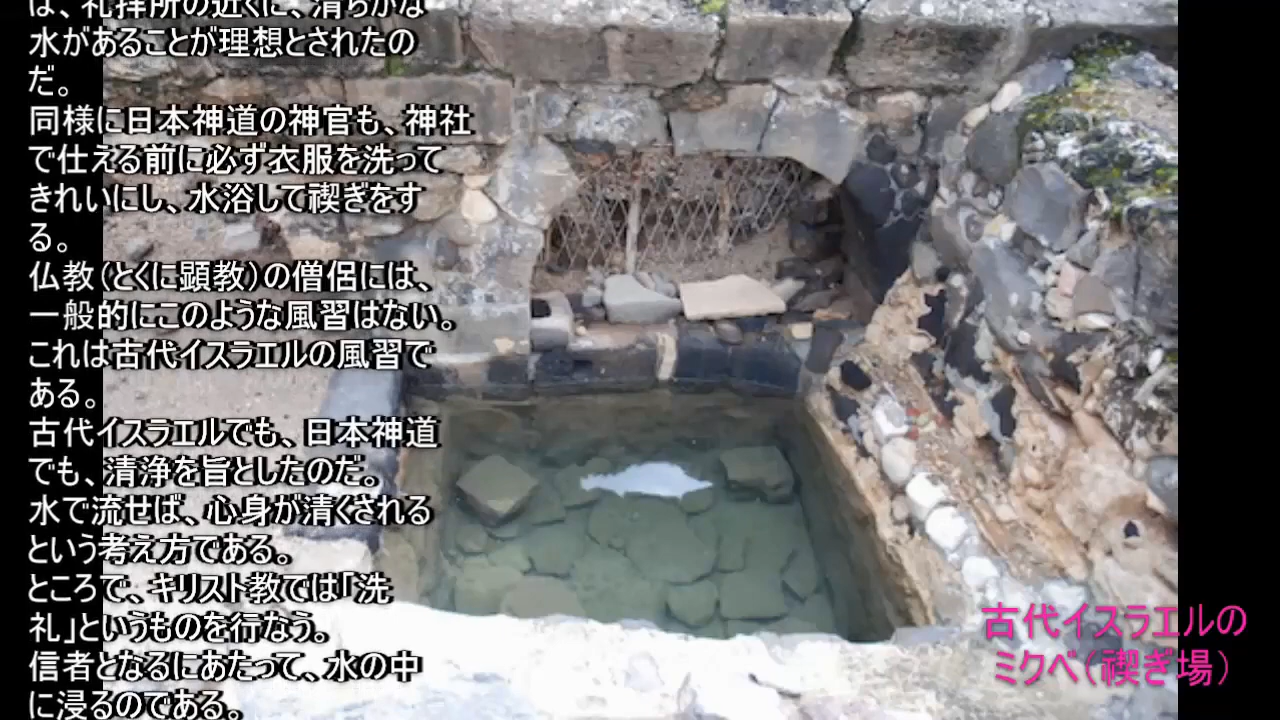 は、礼拝所の近くに、清らかな
水があることが理想とされたの
だ。
同様に日本神道の神官も、神社
で仕える前に必ず衣服を洗って
きれいにし、水浴して禊ぎをす
る。
仏教（とくに顕教）の僧侶には、
一般的にこのような風習はない。
これは古代イスラエルの風習で
ある。
古代イスラエルでも、日本神道
でも、清浄を旨としたのだ。
水で流せば、心身が清くされる
という考え方である。
ところで、キリスト教では「洗
礼」というものを行なう。
信者となるにあたって、水の中
に浸るのである。
古代イスラエルの
ミクベ（禊ぎ場）